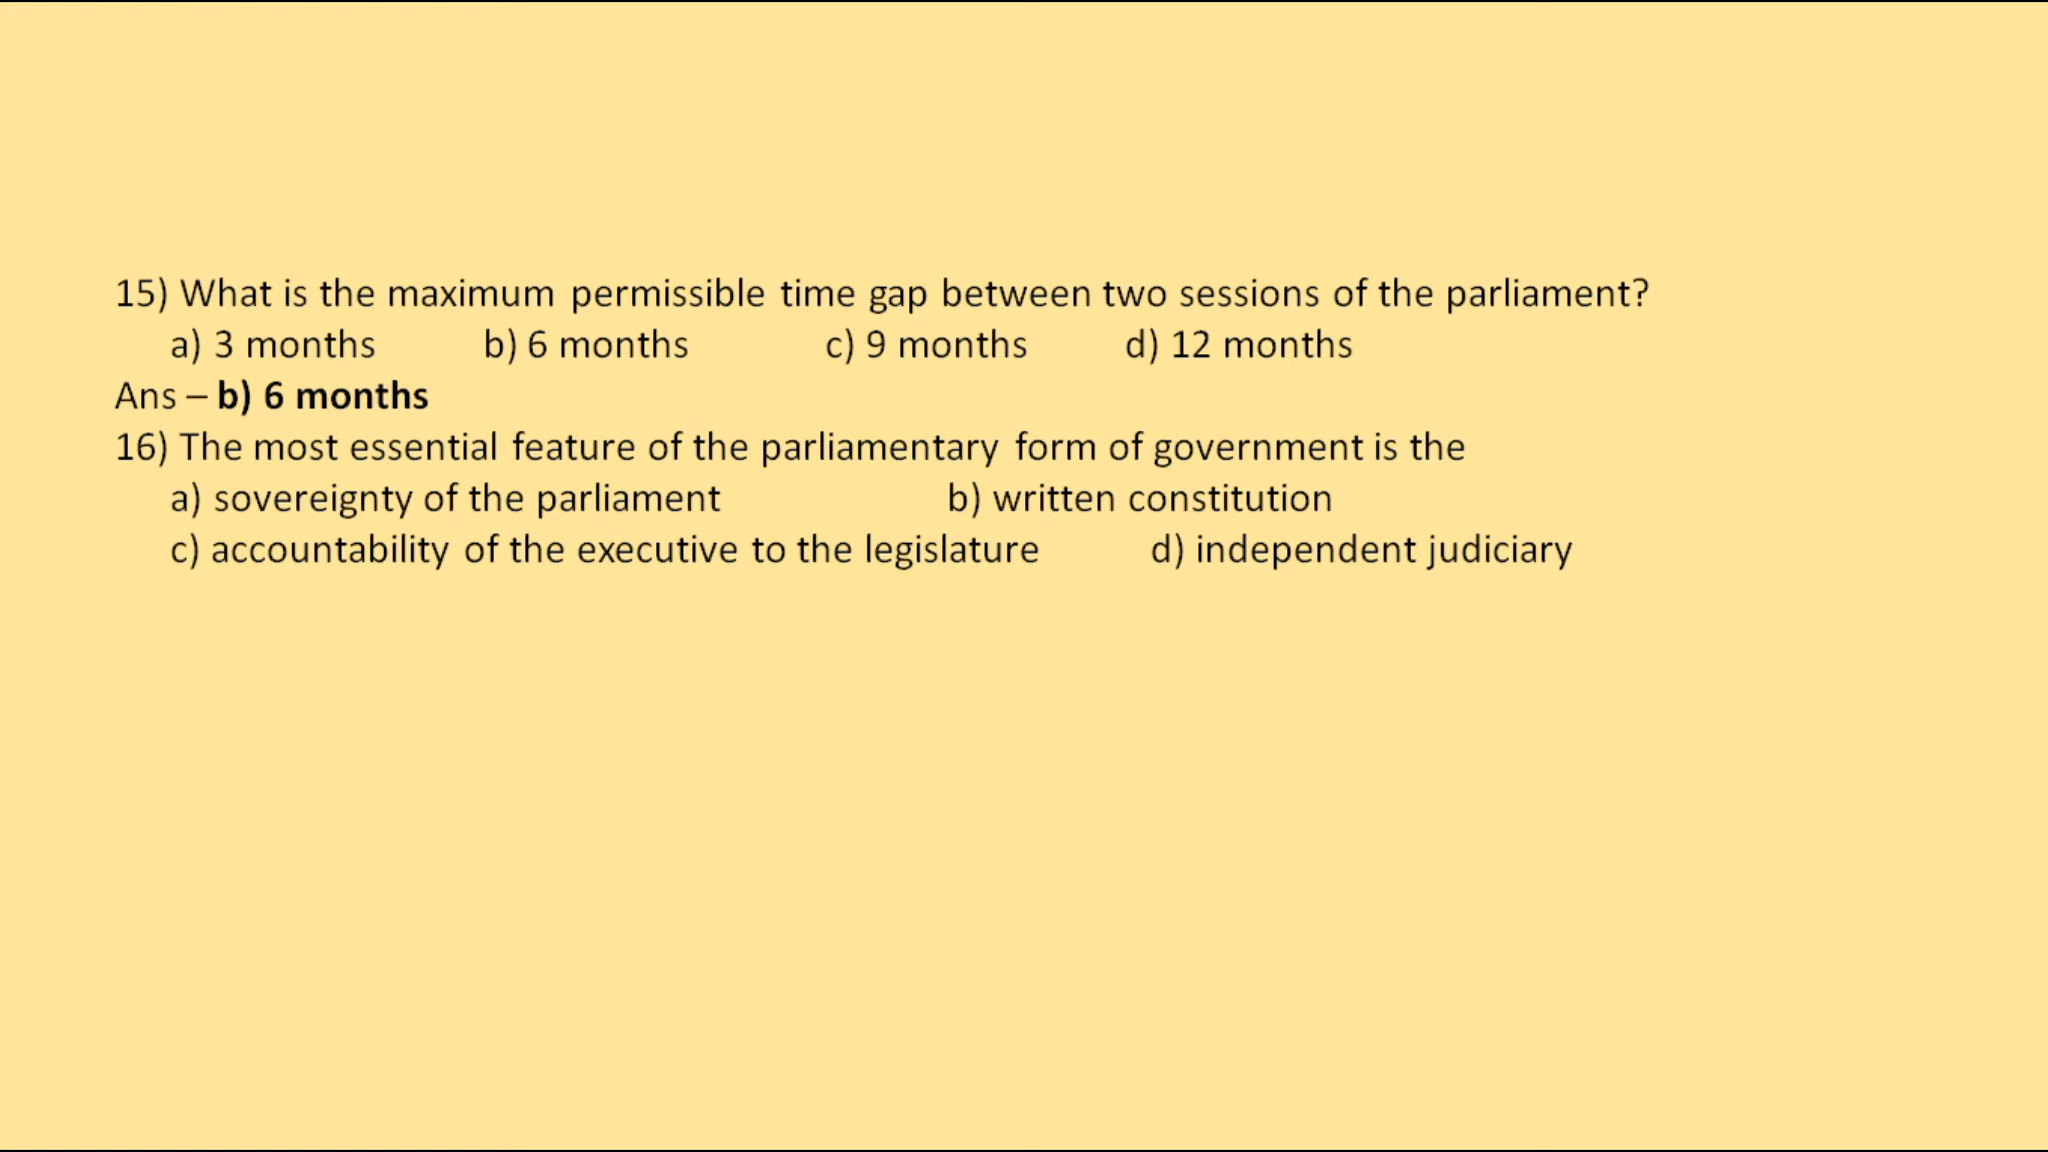 15) What is the maximum permissible time gap between two sessions of the parliament?
a) 3 months b) 6 months c) 9 months d) 12 months
Ans – b) 6 months
16) The most essential feature of the parliamentary form of government is the
a) sovereignty of the parliament b) written constitution
c) accountability of the executive to the legislature d) independent judiciary